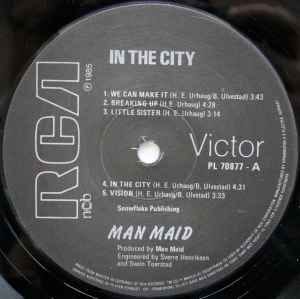 IN THE CITY
RCA
ncb
℗ 1985
1. WE CAN MAKE IT (H. E. Urhaug/B. Ulvestad) 3:43
2. BREAKING UP (H.E. Urhaug) 4:28
3. LITTLE SISTER (H. E. Urhaug) 3:14
Victor
PL 70877 - A
4. IN THE CITY (H. E. Urhaug/B. Ulvestad) 4.31
5. VISION (H. E. Urhaug/B. Ulvestad) 3:33
Snowflake Publishing
MAN MAID
Produced by Man Maid
Engineered by Sverre Henriksen
and Svein Toerstad